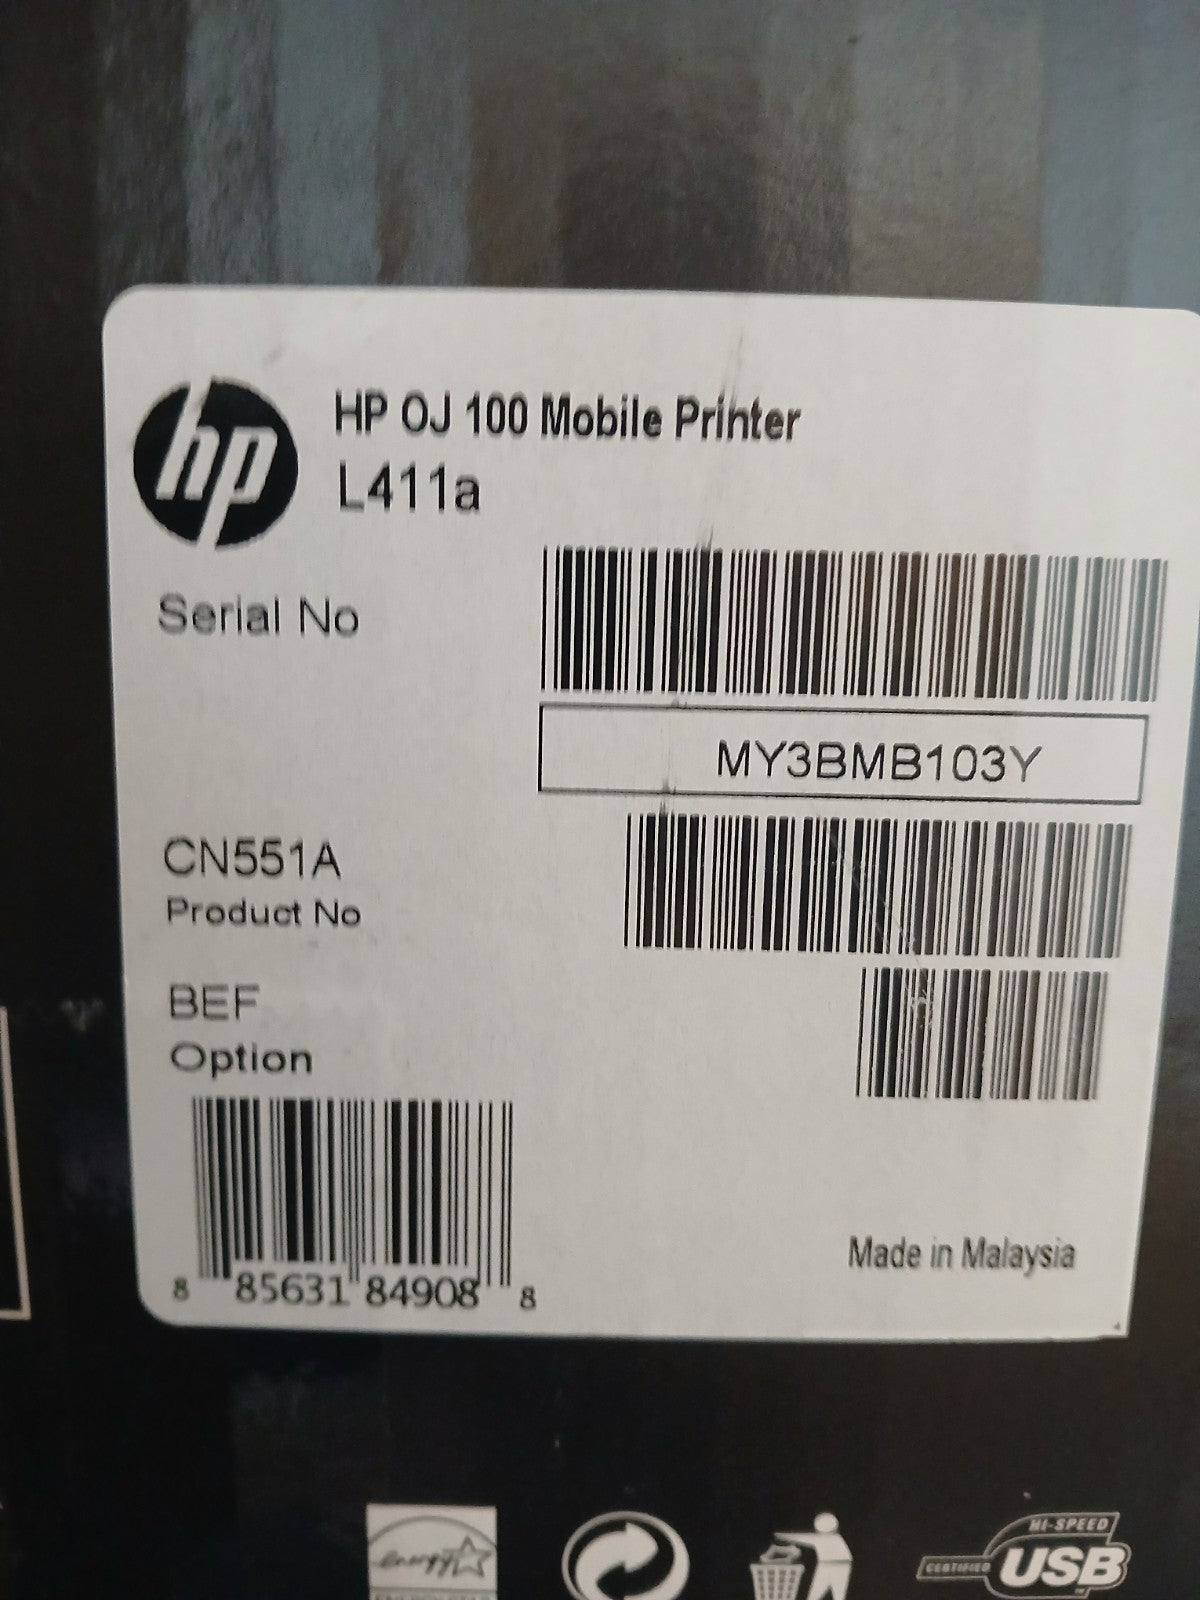 hp
HP OJ 100 Mobile Printer
L411a
Serial No
MY3BMB103Y
CN551A
Product No
BEF
Option
8 85631 84908 8
Made in Malaysia
energy
HI-SPEED
CERTIFIED
USB